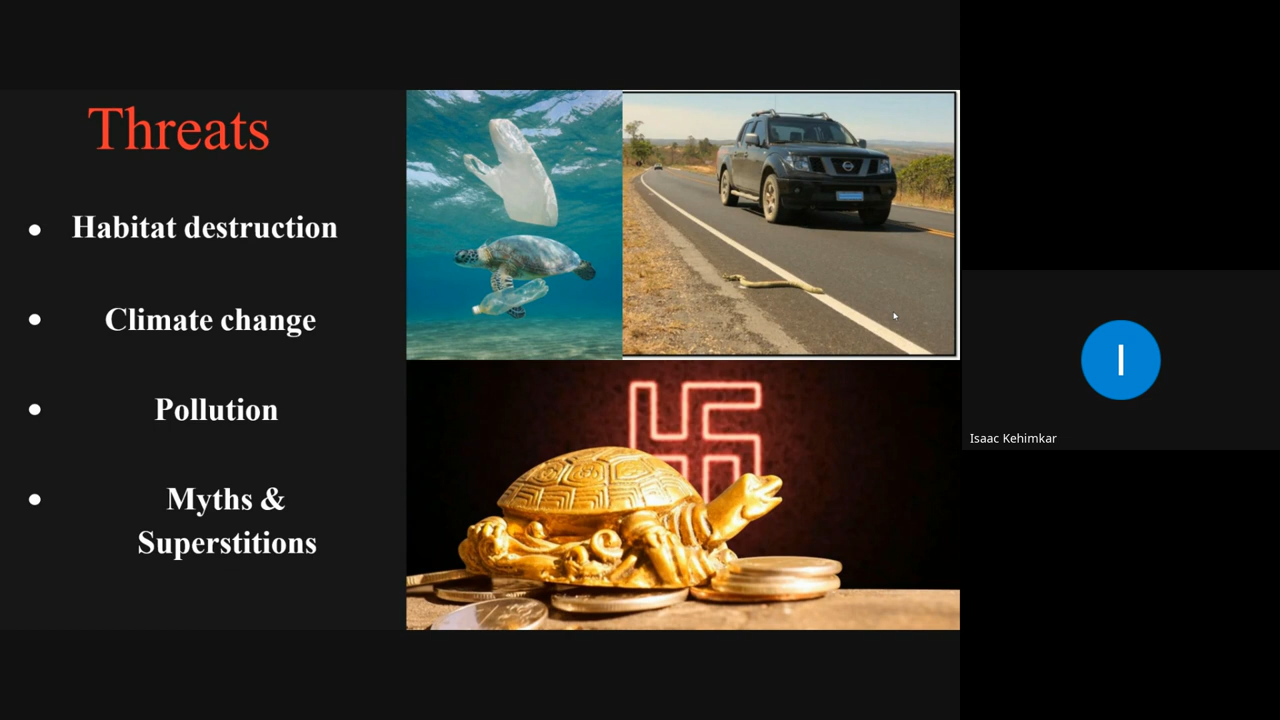 Threats
Habitat destruction
Climate change
Pollution
Myths &
Superstitions
I
Isaac Kehimkar